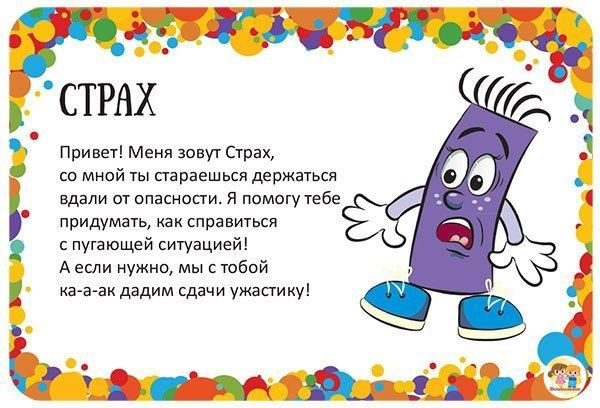 СТРАХ
Привет! Меня зовут Страх,
со мной ты стараешься держаться
вдали от опасности. Я помогу тебе
придумать, как справиться
с пугающей ситуацией!
А если нужно, мы с тобой
ка-а-ак дадим сдачи ужастику!